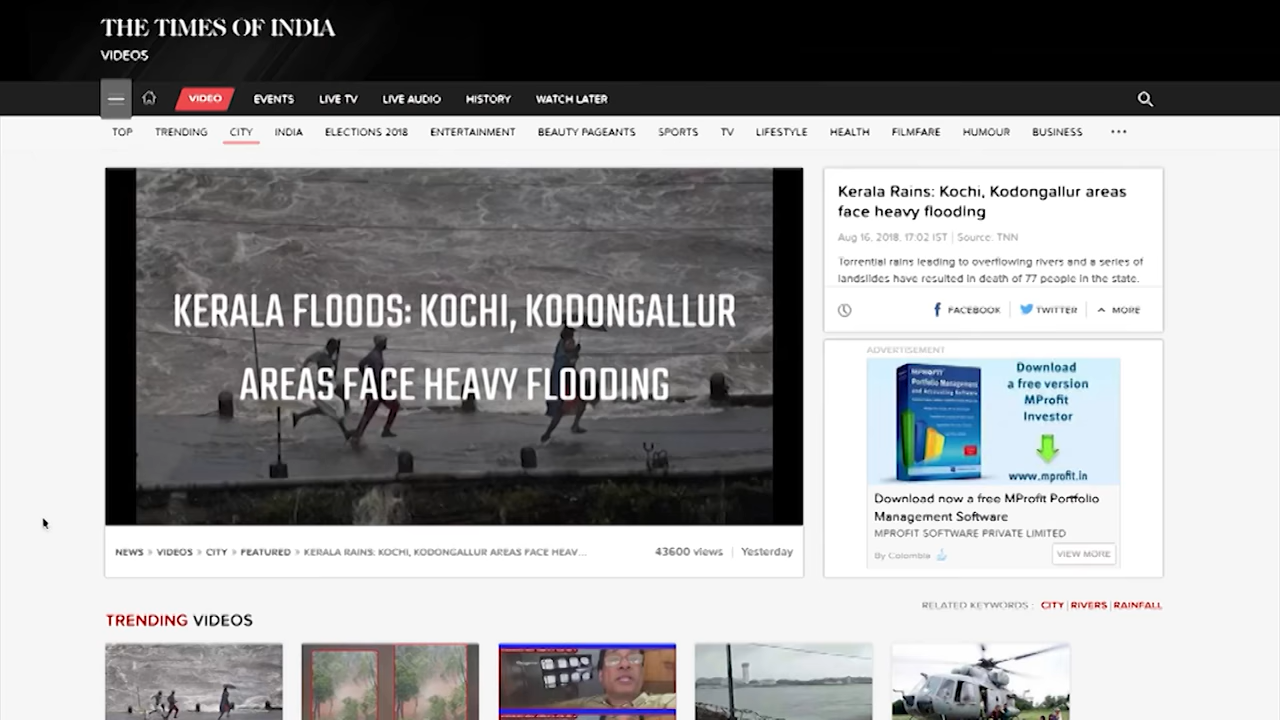 THE TIMES OF INDIA
VIDEOS
VIDEO EVENTS LIVE TV LIVE AUDIO HISTORY WATCH LATER
TOP TRENDING CITY INDIA ELECTIONS 2018 ENTERTAINMENT BEAUTY PAGEANTS SPORTS TV LIFESTYLE HEALTH FILMFARE HUMOUR BUSINESS ...
KERALA FLOODS: KOCHI, KODONGALLUR
AREAS FACE HEAVY FLOODING
NEWS » VIDEOS » CITY » FEATURED » KERALA RAINS: KOCHI, KODONGALLUR AREAS FACE HEAV...
43600 views | Yesterday
Kerala Rains: Kochi, Kodongallur areas
face heavy flooding
Aug 16, 2018, 17:02 IST | Source: TNN
Torrential rains leading to overflowing rivers and a series of
landslides have resulted in death of 77 people in the state.
FACEBOOK TWITTER MORE
ADVERTISEMENT
MPROFIT
Portfolio Management
and Accounting Software
Download
a free version
MProfit
Investor
www.mprofit.in
Download now a free MProfit Portfolio
Management Software
MPROFIT SOFTWARE PRIVATE LIMITED
By Colombia
VIEW MORE
RELATED KEYWORDS : CITY | RIVERS | RAINFALL
TRENDING VIDEOS